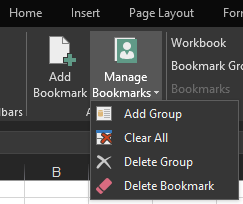 Home Insert Page Layout Form
Add Bookmark
Manage Bookmarks
Workbook
Bookmark Gro
Bookmarks
lbars
A
Add Group
Clear All
Delete Group
Delete Bookmark
B